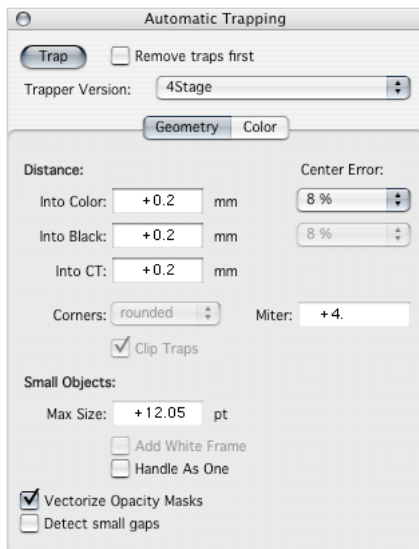 Automatic Trapping
Trap Remove traps first
Trapper Version: 4Stage
Geometry Color
Distance: Center Error:
Into Color: +0.2 mm 8 %
Into Black: +0.2 mm 8 %
Into CT: +0.2 mm
Corners: rounded Miter: +4.
Clip Traps
Small Objects:
Max Size: +12.05 pt
Add White Frame
Handle As One
Vectorize Opacity Masks
Detect small gaps